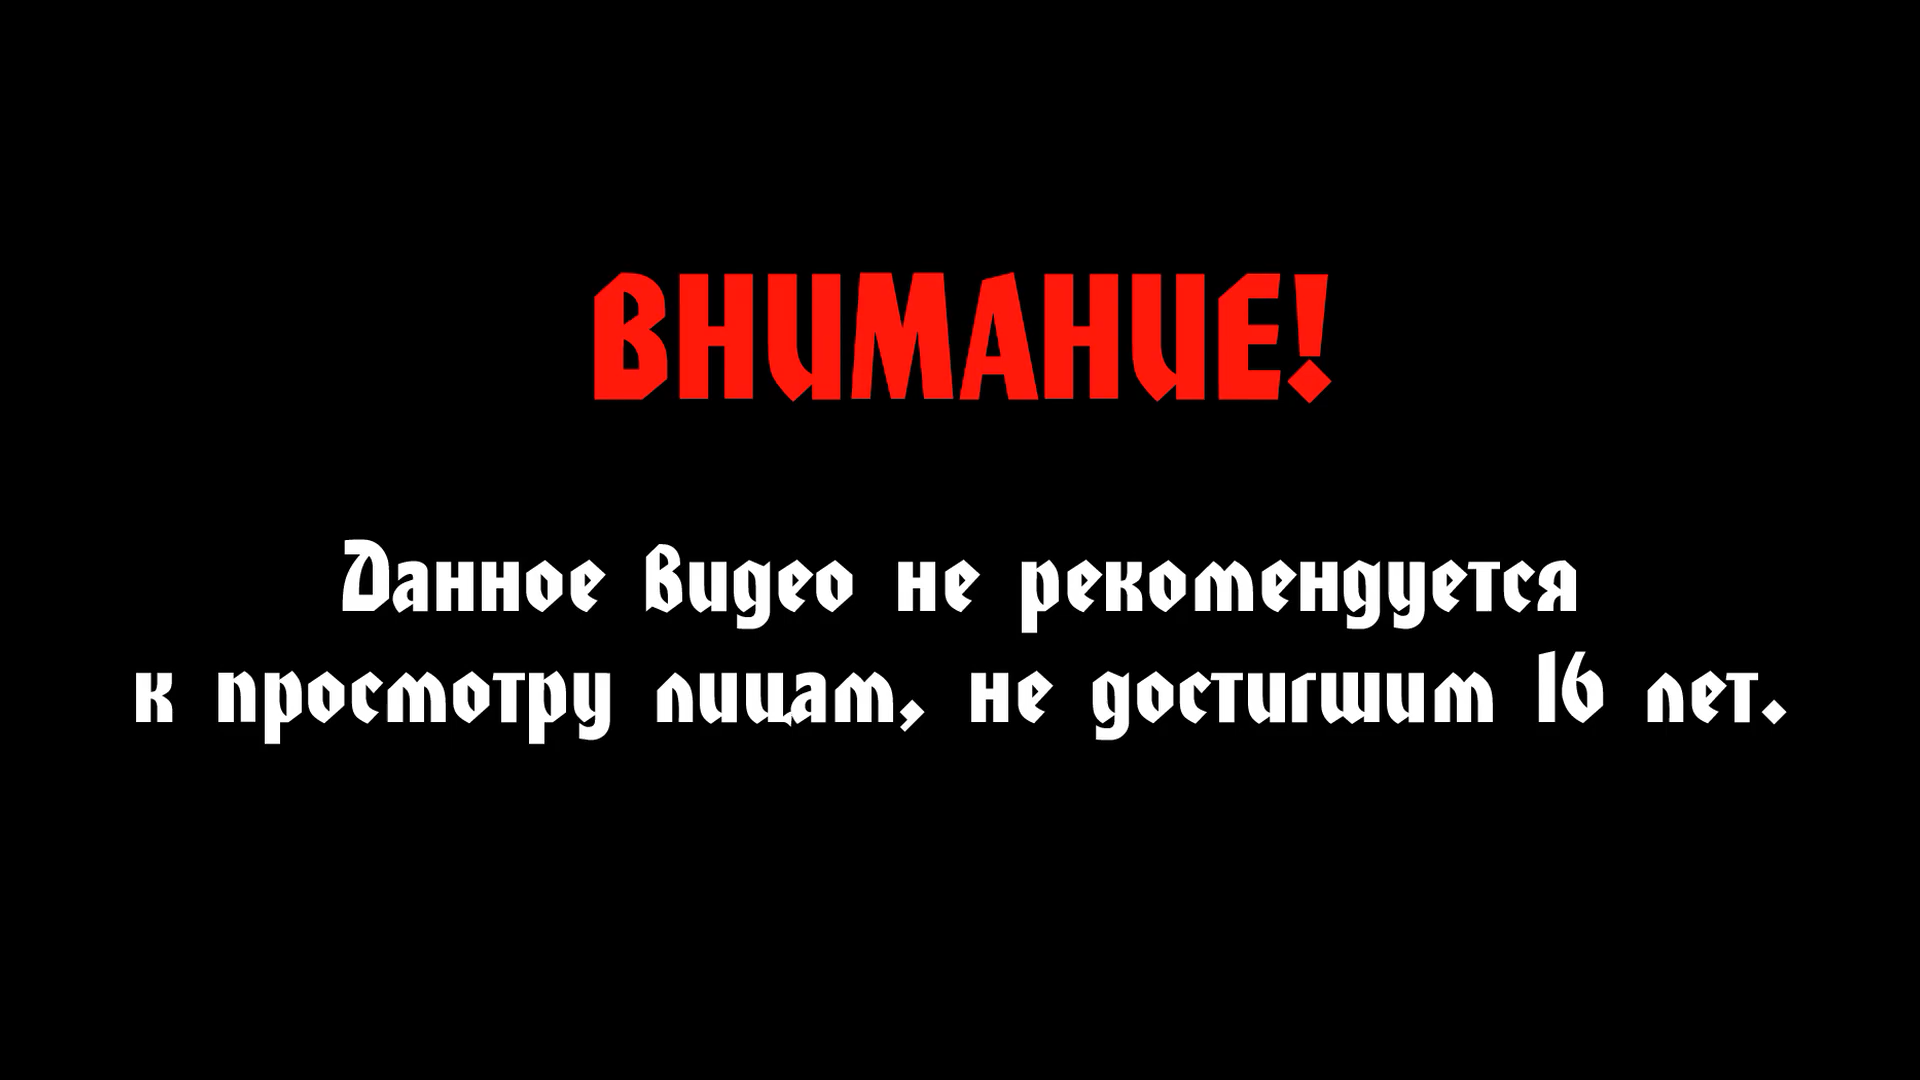 ВНИМАНИЕ!
Данное видео не рекомендуется
к просмотру лицам, не достигшим 16 лет.